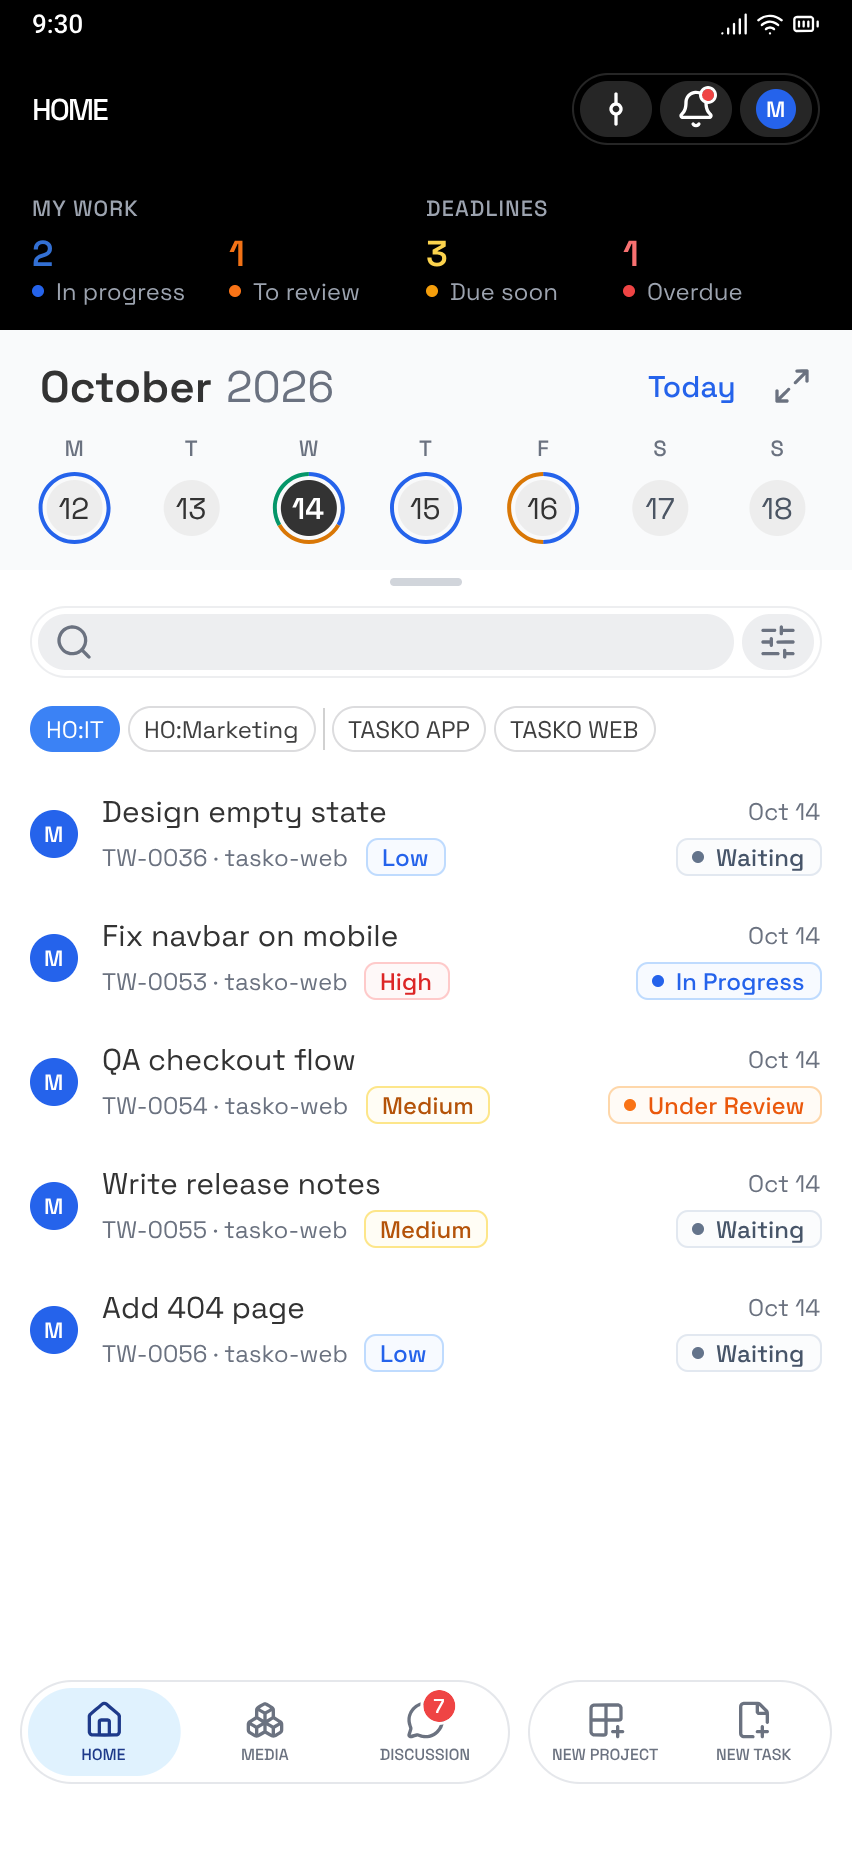 9:30
HOME
M
MY WORK
DEADLINES
2
1
3
1
In progress
To review
Due soon
Overdue
October 2026
Today
M T W T F S S
12 13 14 15 16 17 18
HO:IT
HO:Marketing
TASKO APP
TASKO WEB
M
Design empty state
Oct 14
TW-0036 · tasko-web
Low
Waiting
M
Fix navbar on mobile
Oct 14
TW-0053 · tasko-web
High
In Progress
M
QA checkout flow
Oct 14
TW-0054 · tasko-web
Medium
Under Review
M
Write release notes
Oct 14
TW-0055 · tasko-web
Medium
Waiting
M
Add 404 page
Oct 14
TW-0056 · tasko-web
Low
Waiting
7
HOME
MEDIA
DISCUSSION
NEW PROJECT
NEW TASK